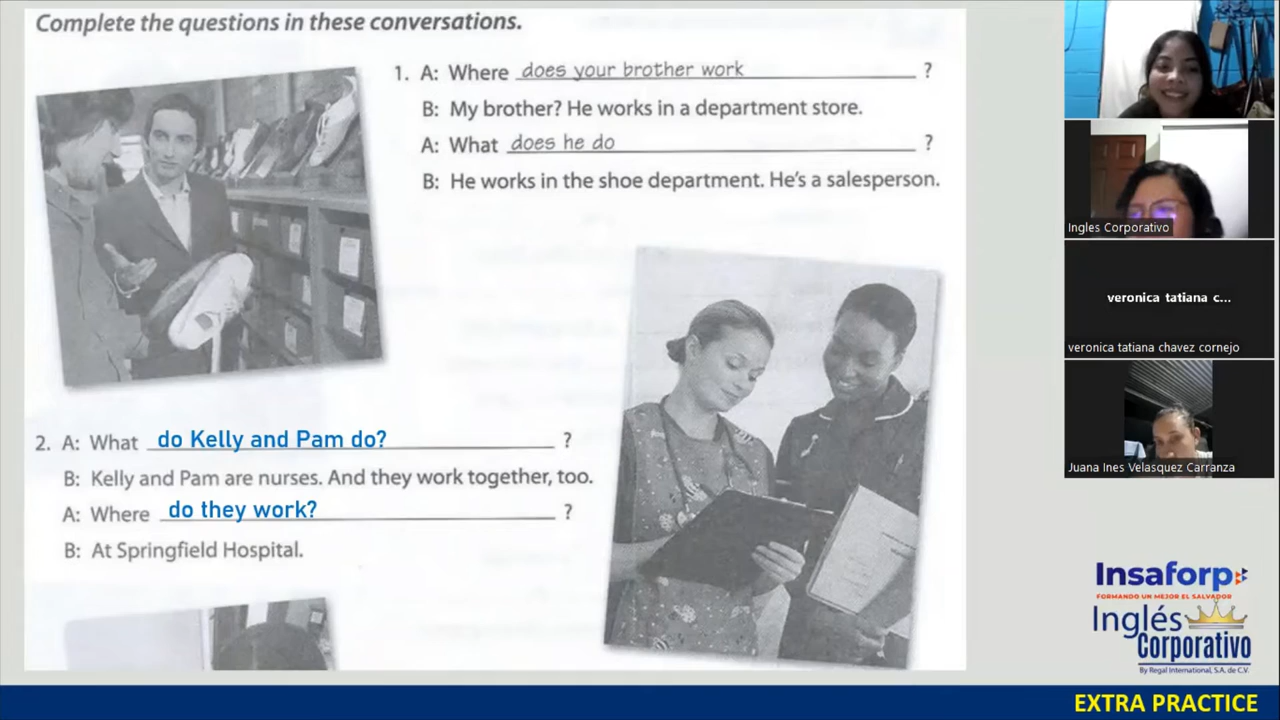 Complete the questions in these conversations.
1. A: Where does your brother work ?
B: My brother? He works in a department store.
A: What does he do ?
B: He works in the shoe department. He's a salesperson.
2. A: What do Kelly and Pam do? ?
B: Kelly and Pam are nurses. And they work together, too.
A: Where do they work? ?
B: At Springfield Hospital.
Ingles Corporativo
veronica tatiana c...
veronica tatiana chavez cornejo
Juana Ines Velasquez Carranza
Insaforp
FORMANDO UN MEJOR EL SALVADOR
Inglés
Corporativo
By Regal International, S.A. de C.V.
EXTRA PRACTICE